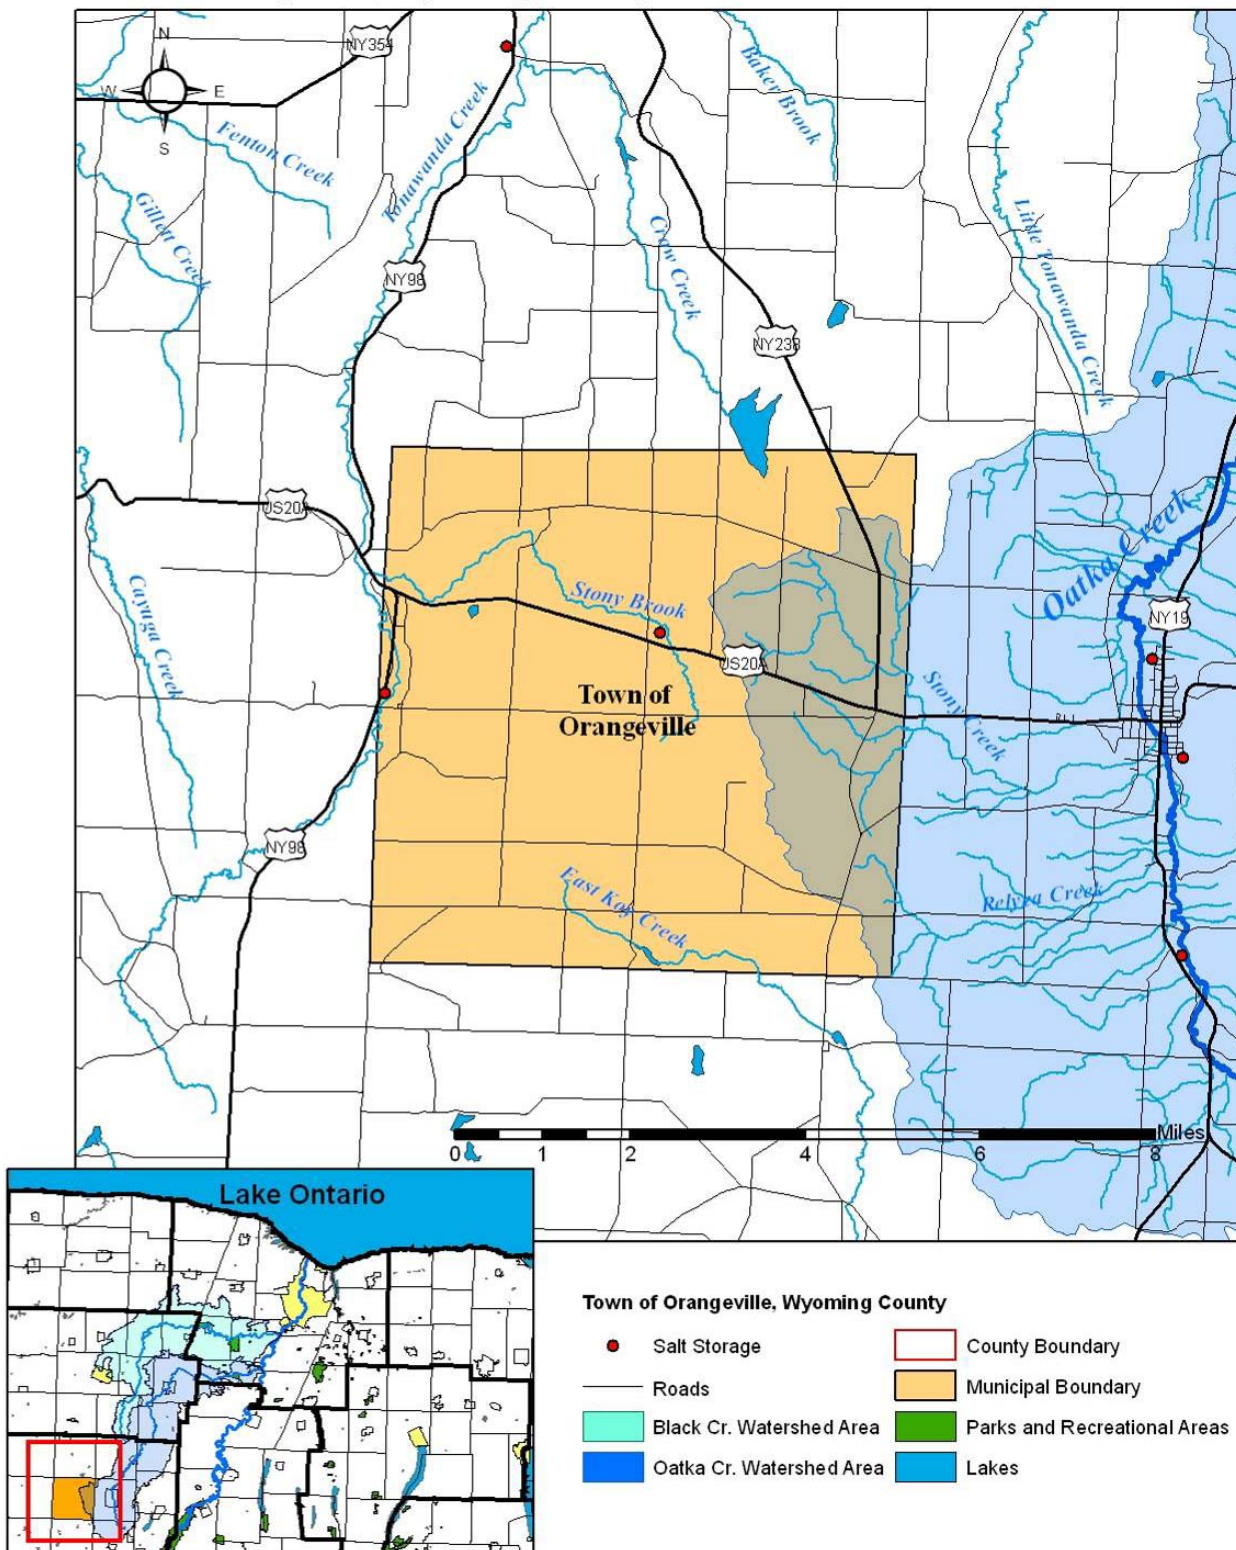 NY354
N
W
E
S
Fenton Creek
Gillett Creek
Tonawanda Creek
Baker Brook
Craw Creek
Little Tonawanda Creek
NY98
NY238
US20A
Cayuga Creek
Stony Brook
Oatka Creek
NY19
US20A
Town of
Orangeville
Stony Creek
NY98
East Koy Creek
Relyea Creek
0 1 2 4 6 8 Miles
Lake Ontario
Town of Orangeville, Wyoming County
Salt Storage
County Boundary
Roads
Municipal Boundary
Black Cr. Watershed Area
Parks and Recreational Areas
Oatka Cr. Watershed Area
Lakes